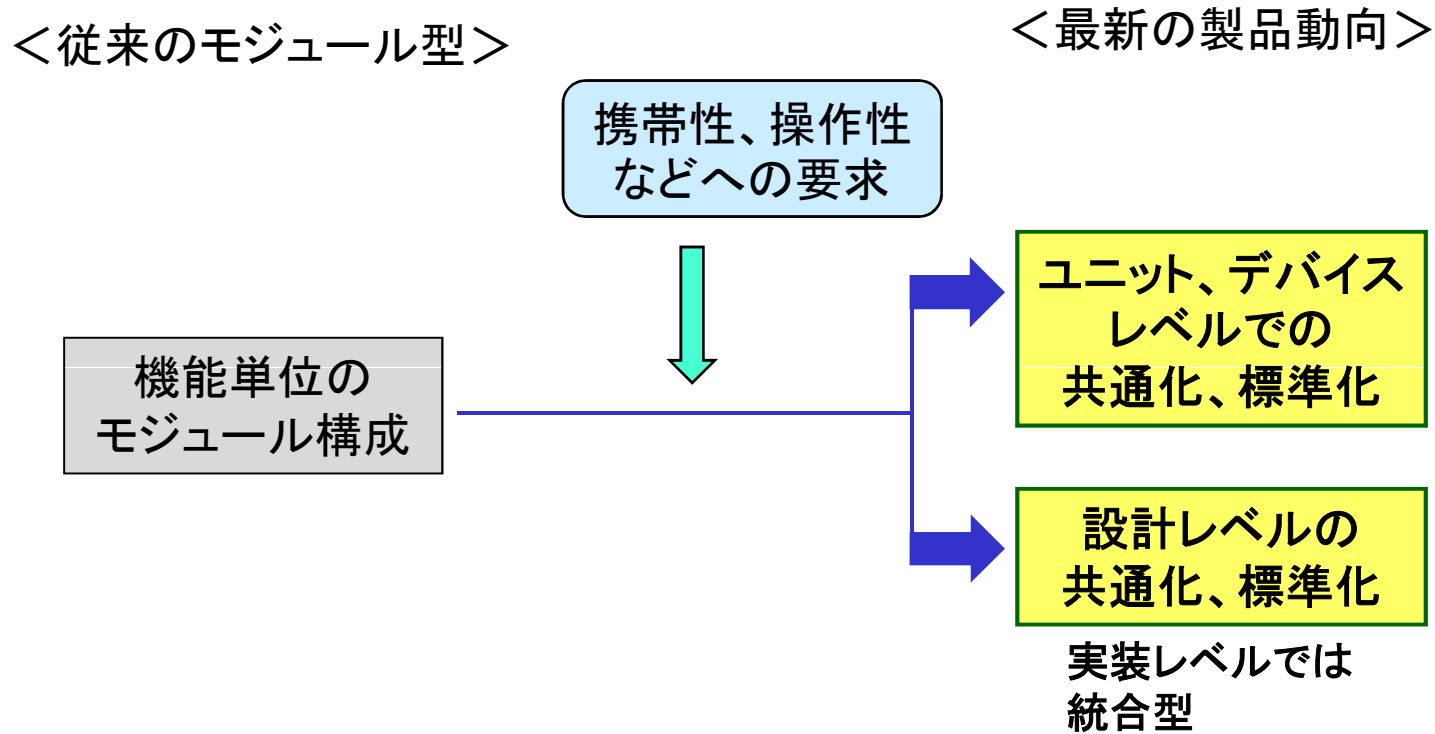 ＜従来のモジュール型＞
＜最新の製品動向＞
携帯性、操作性
などへの要求
機能単位の
モジュール構成
ユニット、デバイス
レベルでの
共通化、標準化
設計レベルの
共通化、標準化
実装レベルでは
統合型